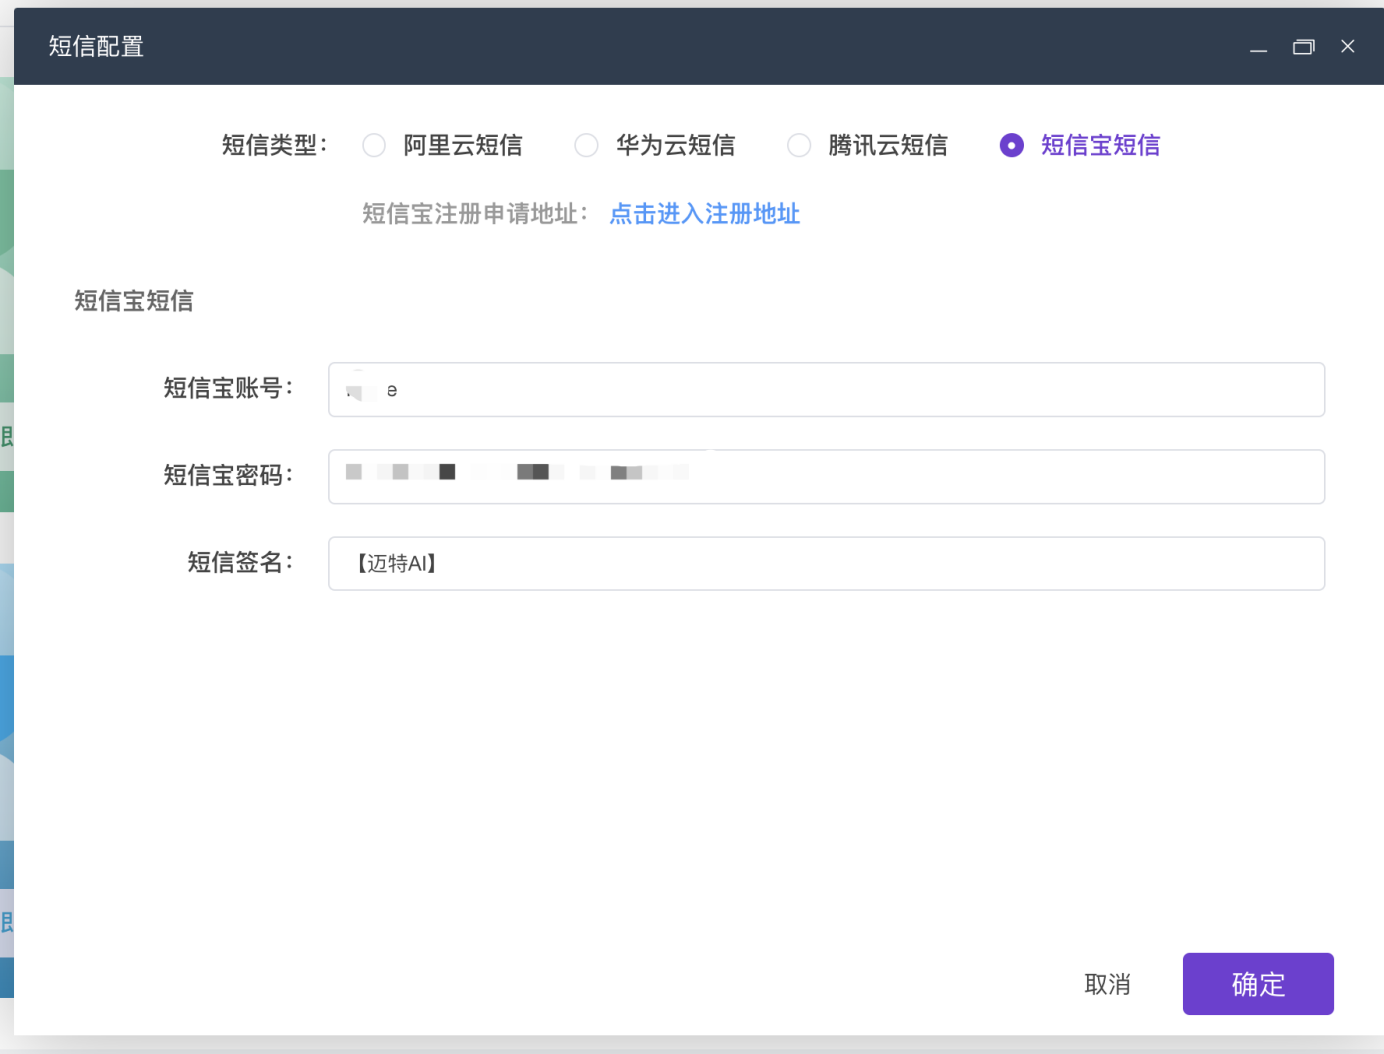 短信配置
短信类型： 阿里云短信 华为云短信 腾讯云短信 短信宝短信
短信宝注册申请地址： 点击进入注册地址
短信宝短信
短信宝账号： e
短信宝密码：
短信签名： 【迈特AI】
即
即
取消 确定